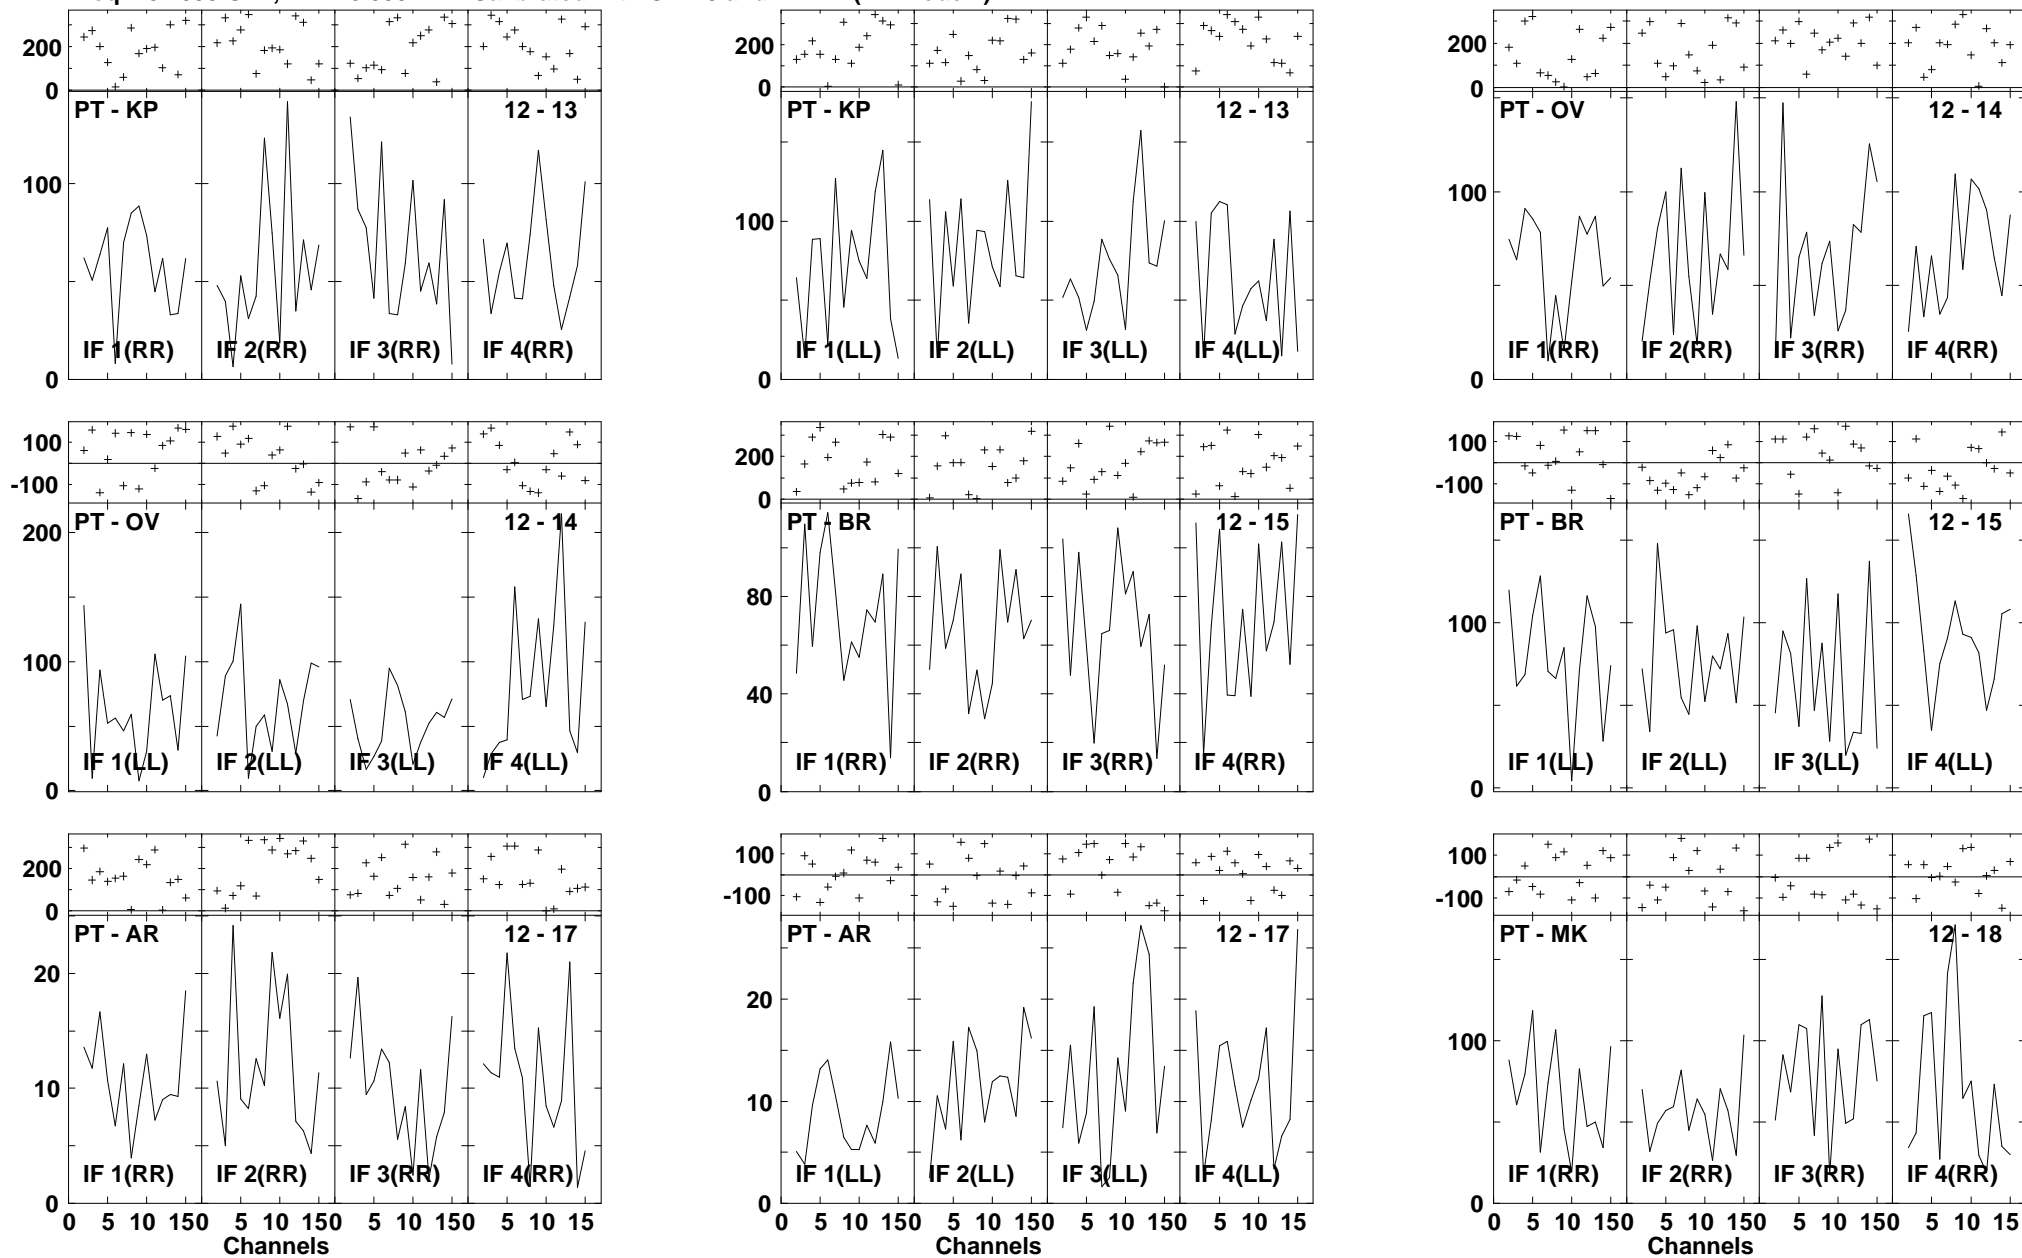 200
0
200
0
200
0
PT - KP 12 - 13
PT - KP 12 - 13
PT - OV 12 - 14
100
100
100
IF 1(RR) IF 2(RR) IF 3(RR) IF 4(RR)
IF 1(LL) IF 2(LL) IF 3(LL) IF 4(LL)
IF 1(RR) IF 2(RR) IF 3(RR) IF 4(RR)
0
0
0
100
-100
200
0
100
-100
PT - OV 12 - 14
PT - BR 12 - 15
PT - BR 12 - 15
200
100
80
40
100
IF 1(LL) IF 2(LL) IF 3(LL) IF 4(LL)
IF 1(RR) IF 2(RR) IF 3(RR) IF 4(RR)
IF 1(LL) IF 2(LL) IF 3(LL) IF 4(LL)
0
0
0
200
0
100
-100
100
-100
PT - AR 12 - 17
PT - AR 12 - 17
PT - MK 12 - 18
20
10
20
10
100
IF 1(RR) IF 2(RR) IF 3(RR) IF 4(RR)
IF 1(LL) IF 2(LL) IF 3(LL) IF 4(LL)
IF 1(RR) IF 2(RR) IF 3(RR) IF 4(RR)
0
0
0
0 5 10 150 5 10 150 5 10 150 5 10 15
0 5 10 150 5 10 150 5 10 150 5 10 15
0 5 10 150 5 10 150 5 10 150 5 10 15
Channels
Channels
Channels